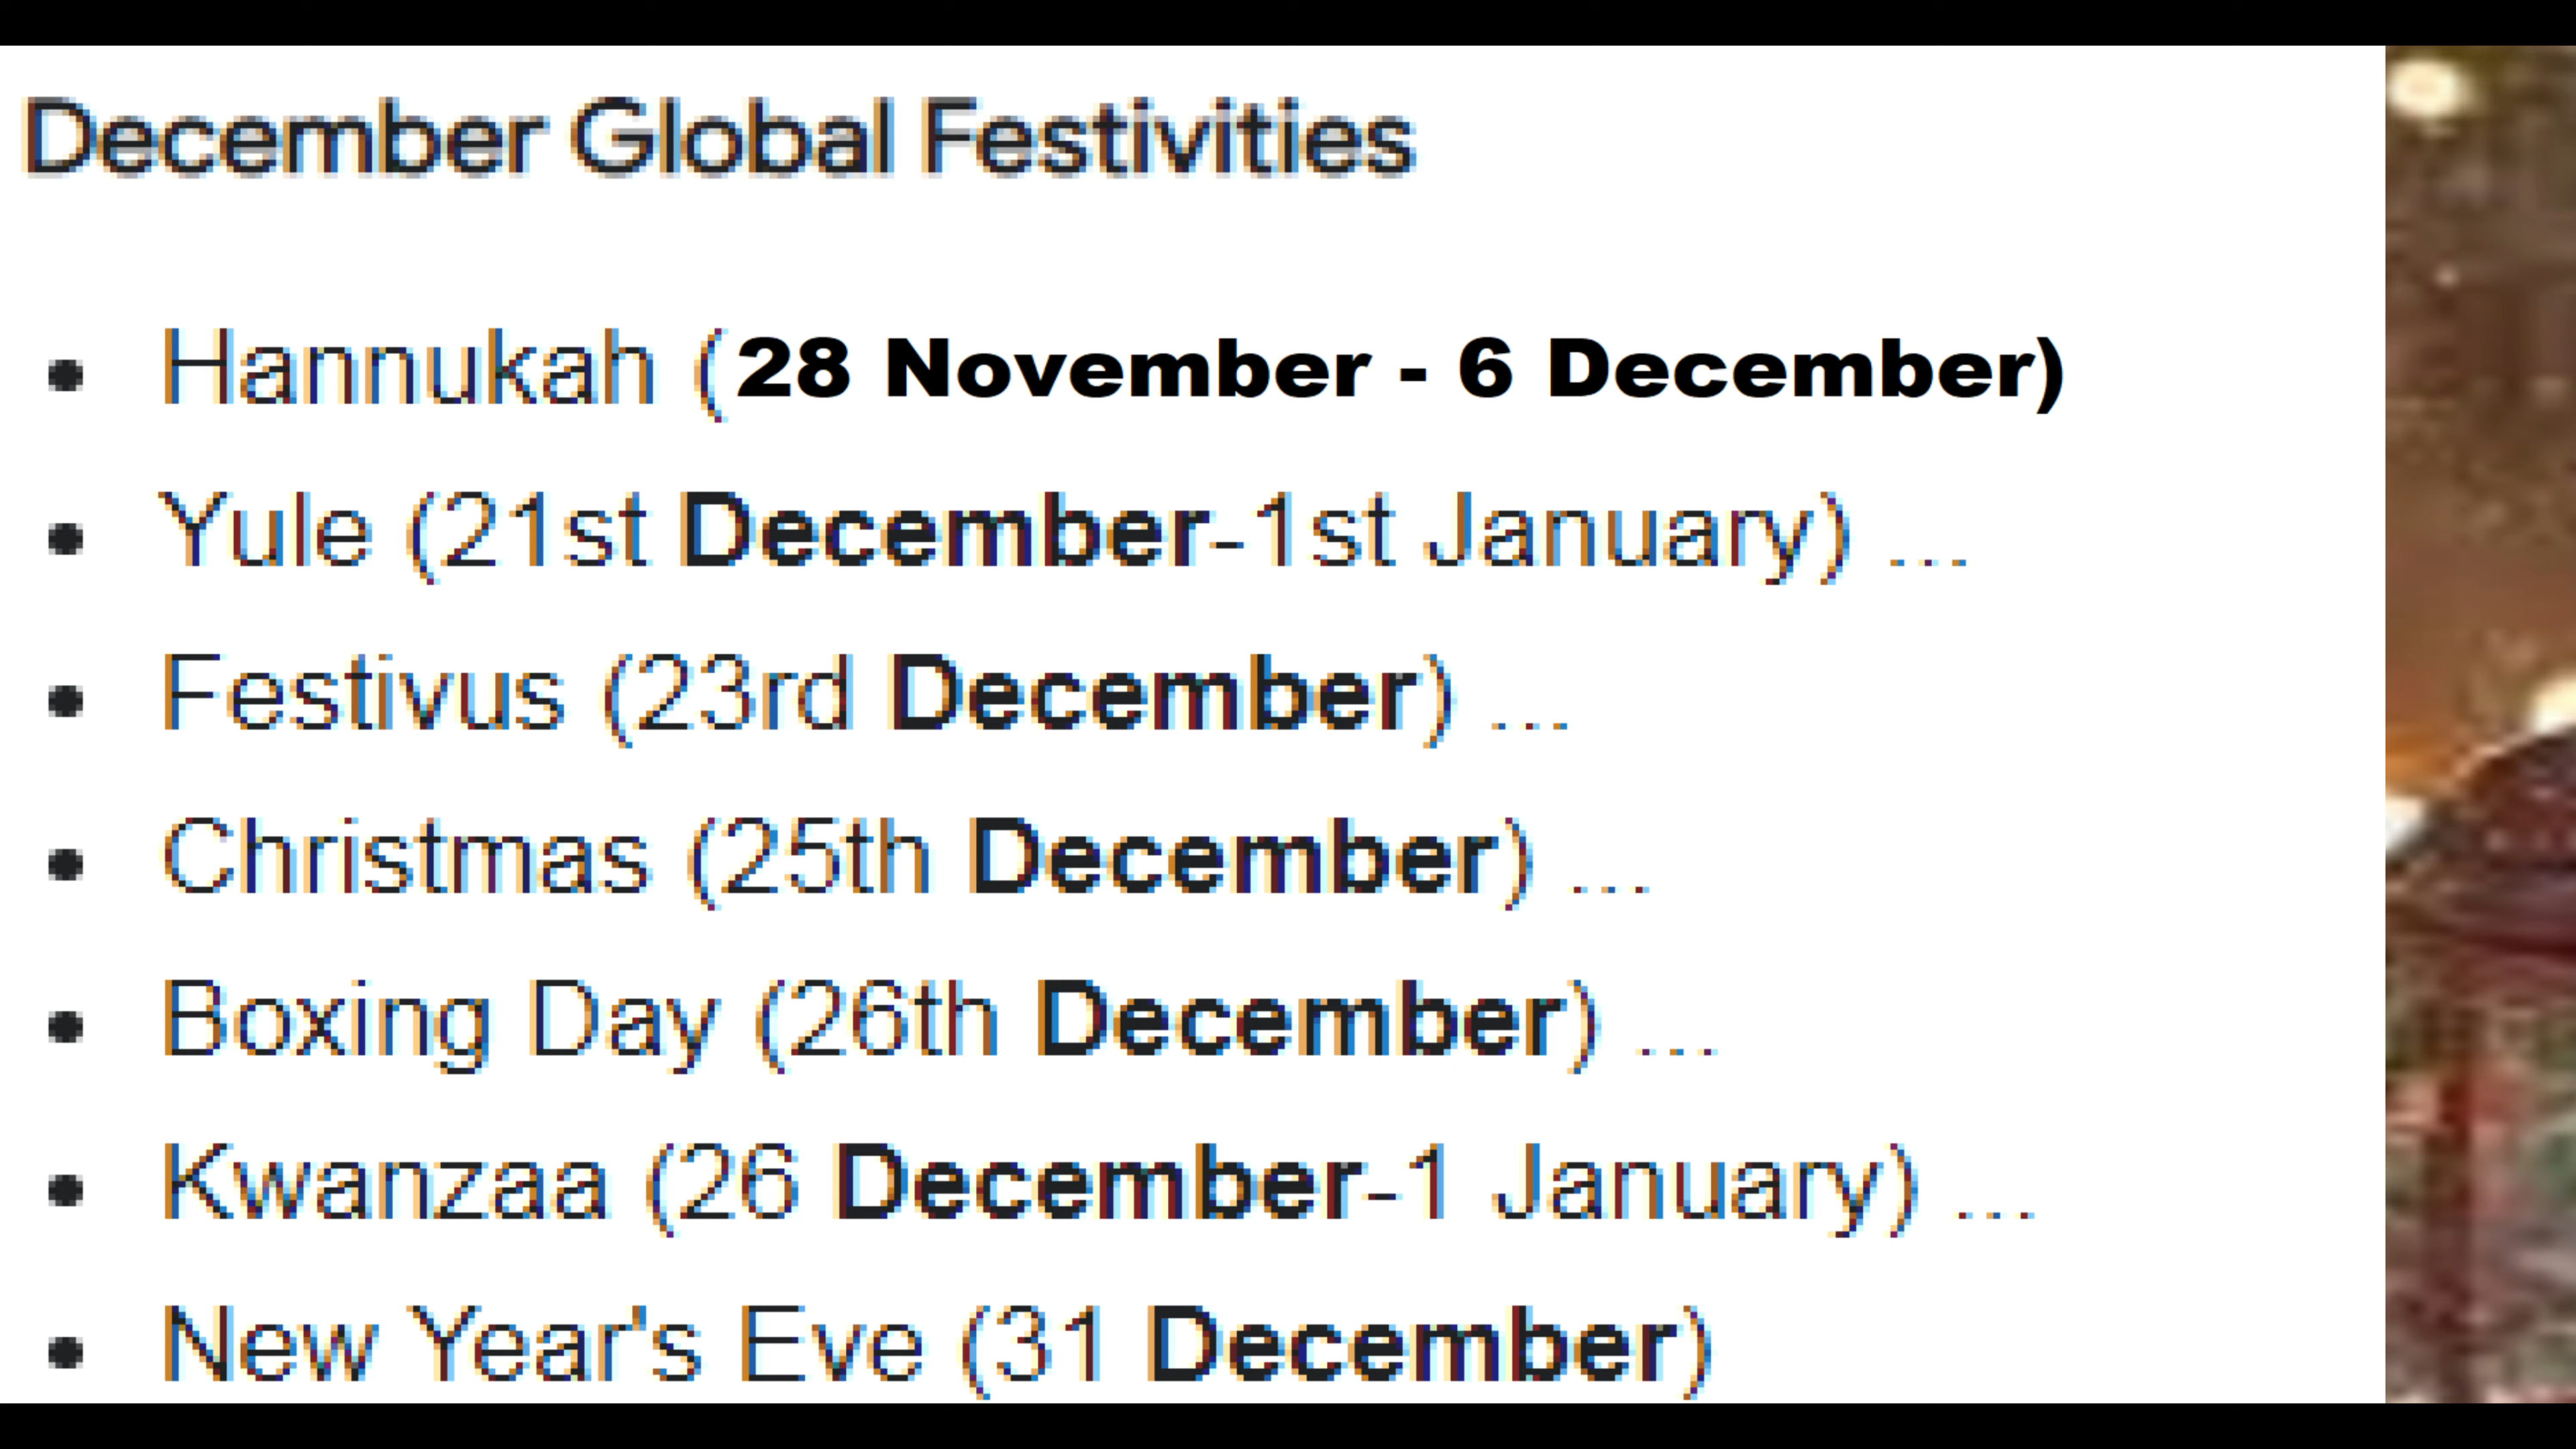 December Global Festivities
• Hannukah (28 November - 6 December)
• Yule (21st December-1st January) ...
• Festivus (23rd December) ...
• Christmas (25th December) ...
• Boxing Day (26th December) ...
• Kwanzaa (26 December-1 January) ...
• New Year's Eve (31 December)